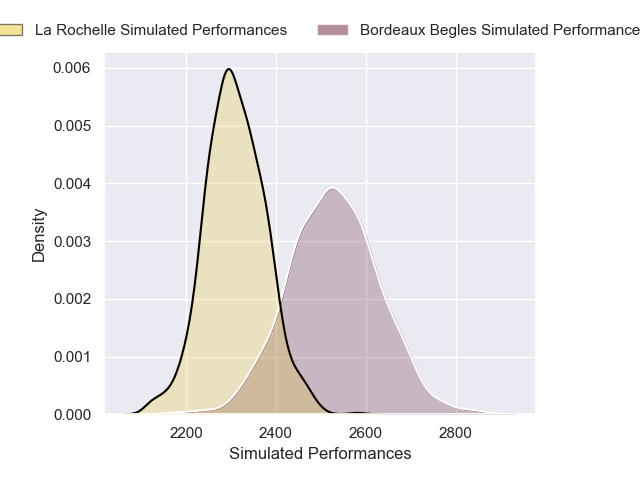 La Rochelle Simulated Performances Bordeaux Begles Simulated Performance
0.006
0.005
0.004
0.003
0.002
0.001
0.000
Density
2200 2400 2600 2800
Simulated Performances